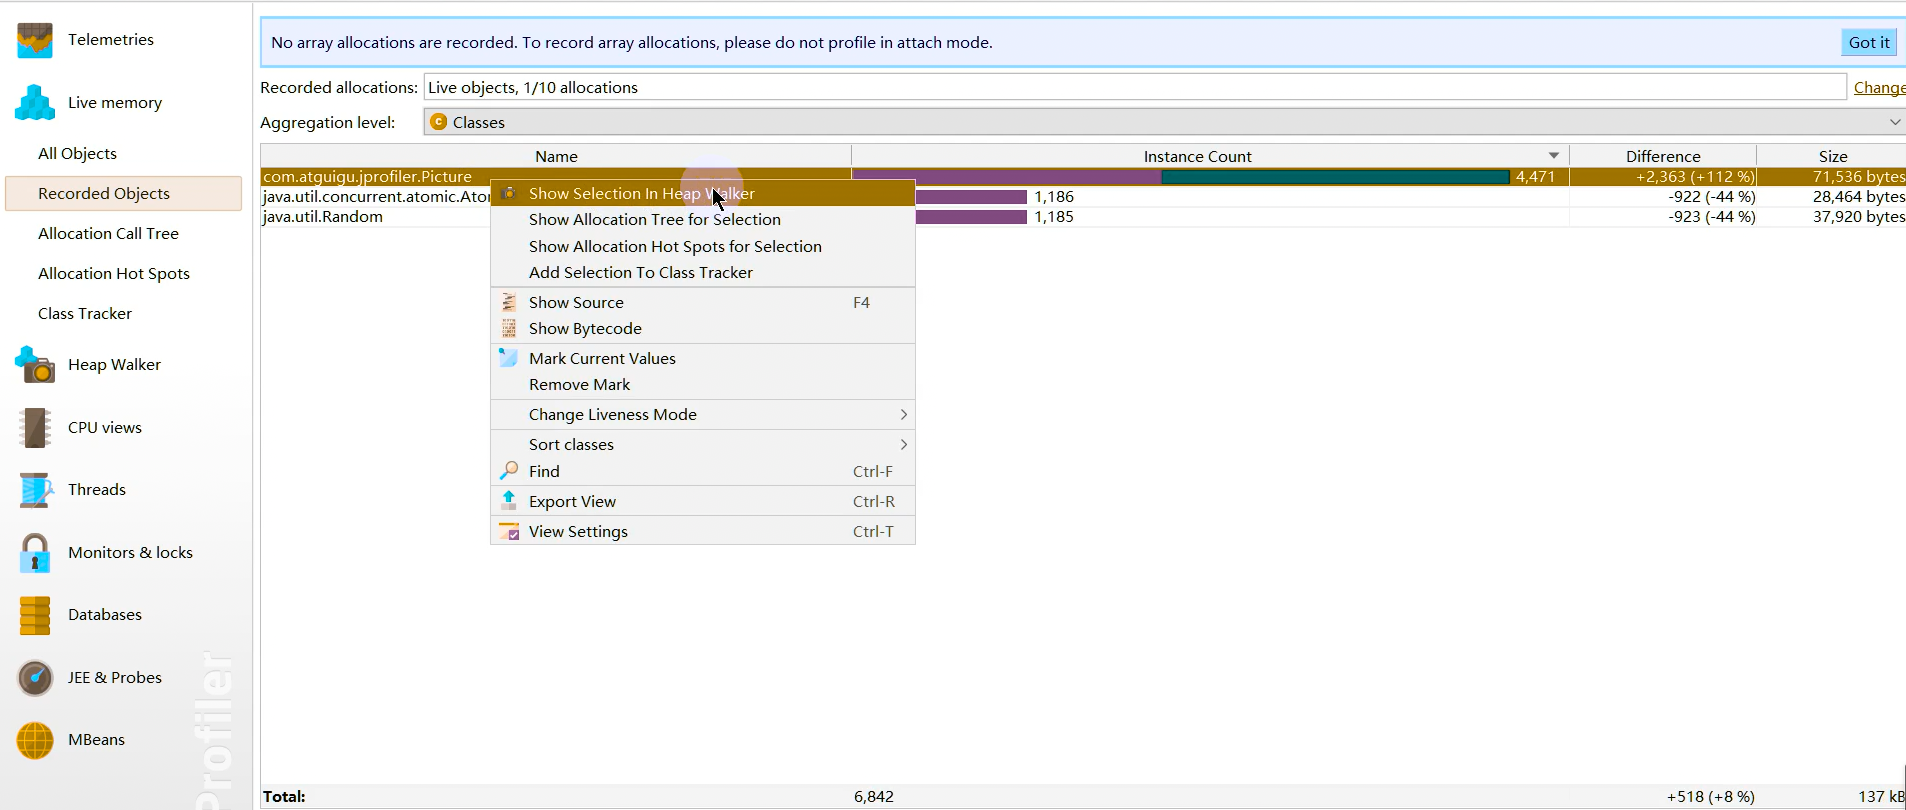 Telemetries
Live memory
All Objects
Recorded Objects
Allocation Call Tree
Allocation Hot Spots
Class Tracker
Heap Walker
CPU views
Threads
Monitors & locks
Databases
JEE & Probes
MBeans
Profiler
No array allocations are recorded. To record array allocations, please do not profile in attach mode.
Got it
Recorded allocations: Live objects, 1/10 allocations Change
Aggregation level: C Classes
Name Instance Count Difference Size
com.atguigu.jprofiler.Picture 4,471 +2,363 (+112 %) 71,536 bytes
java.util.concurrent.atomic.Ato 1,186 -922 (-44 %) 28,464 bytes
java.util.Random 1,185 -923 (-44 %) 37,920 bytes
Show Selection In Heap Walker
Show Allocation Tree for Selection
Show Allocation Hot Spots for Selection
Add Selection To Class Tracker
Show Source F4
Show Bytecode
Mark Current Values
Remove Mark
Change Liveness Mode
Sort classes
Find Ctrl-F
Export View Ctrl-R
View Settings Ctrl-T
Total: 6,842 +518 (+8 %) 137 kB